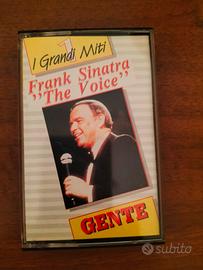 1
I Grandi Miti
Frank Sinatra
"The Voice"
GENTE
subito